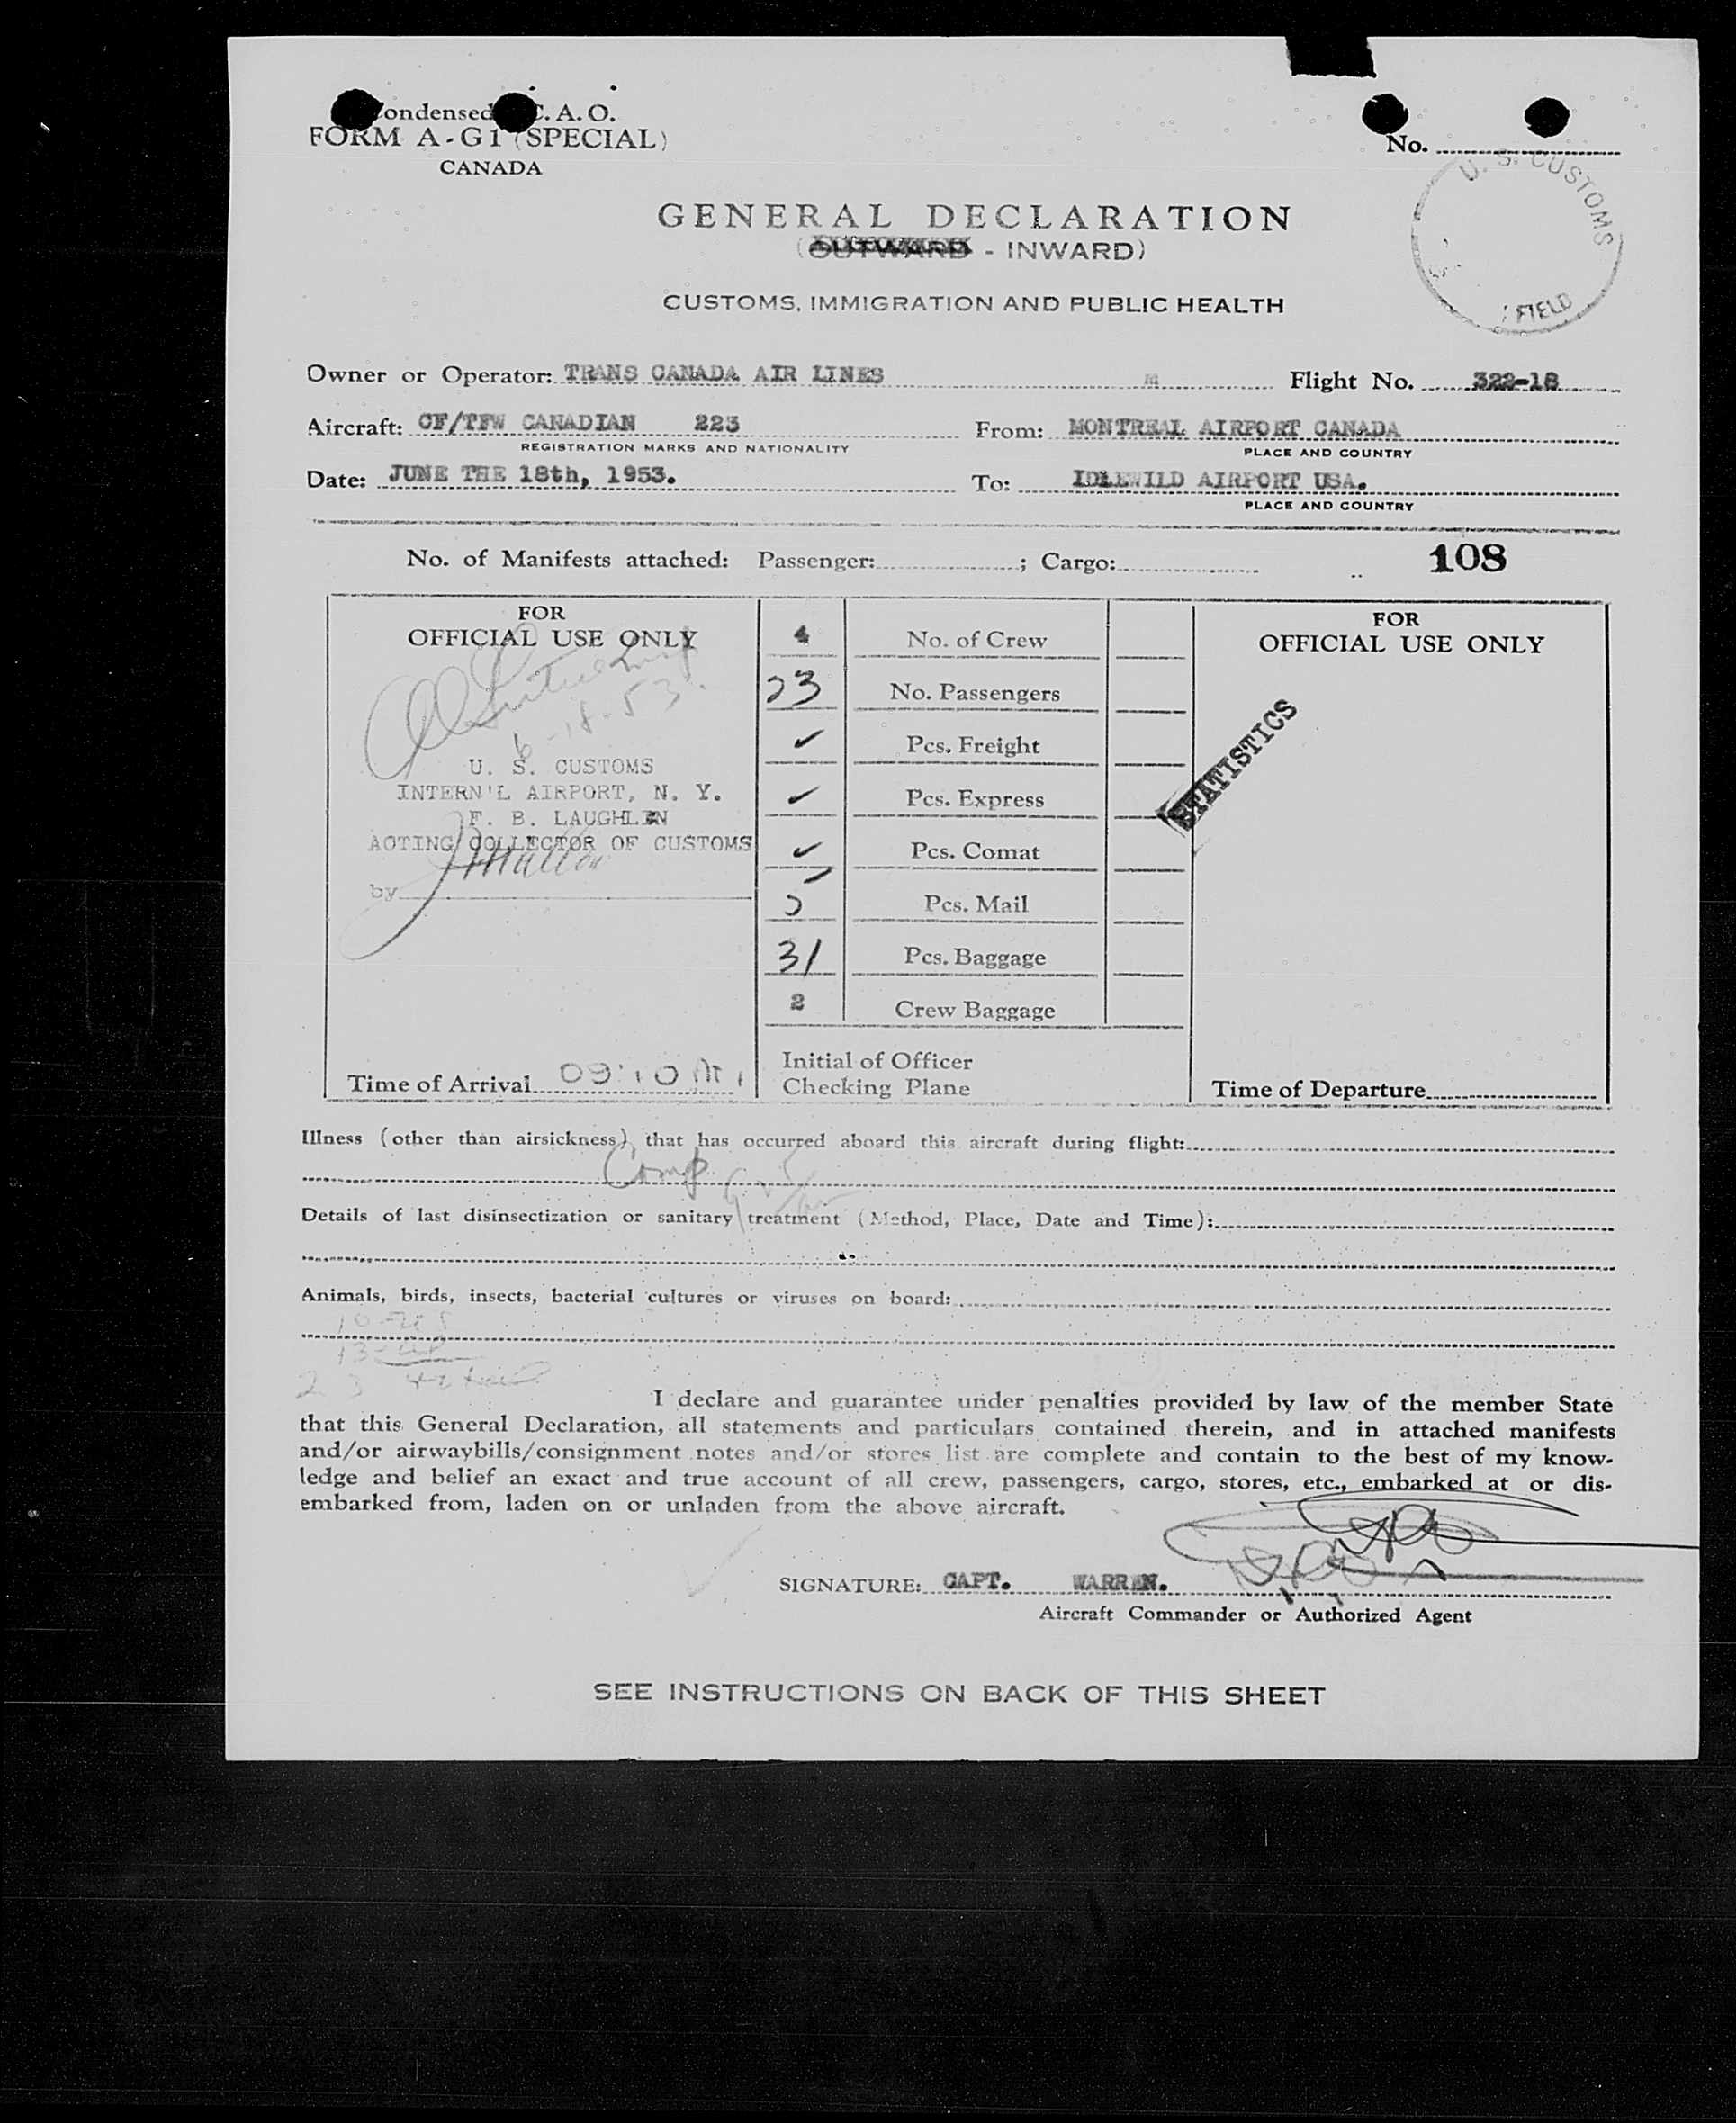 Condensed C. A. O.
FORM A-G1 (SPECIAL)
CANADA
No.
U. S. CUSTOMS
FIELD
GENERAL DECLARATION
(OUTWARD - INWARD)
CUSTOMS, IMMIGRATION AND PUBLIC HEALTH
Owner or Operator: TRANS CANADA AIR LINES Flight No. 322-18
Aircraft: CF/TFW CANADIAN 223 From: MONTREAL AIRPORT CANADA
REGISTRATION MARKS AND NATIONALITY PLACE AND COUNTRY
Date: JUNE THE 18th, 1953. To: IDLEWILD AIRPORT USA.
PLACE AND COUNTRY
No. of Manifests attached: Passenger: ; Cargo: 108
FOR
OFFICIAL USE ONLY
6-18-53
U. S. CUSTOMS
INTERN'L AIRPORT, N. Y.
F. B. LAUGHLIN
ACTING COLLECTOR OF CUSTOMS
by
Time of Arrival 09:10
4 No. of Crew
23 No. Passengers
✓ Pcs. Freight
✓ Pcs. Express
✓ Pcs. Comat
Pcs. Mail
31 Pcs. Baggage
2 Crew Baggage
Initial of Officer
Checking Plane
FOR
OFFICIAL USE ONLY
STATISTICS
Time of Departure
Illness (other than airsickness) that has occurred aboard this aircraft during flight:
Comp
Details of last disinsectization or sanitary treatment (Method, Place, Date and Time):
Animals, birds, insects, bacterial cultures or viruses on board:
23
I declare and guarantee under penalties provided by law of the member State
that this General Declaration, all statements and particulars contained therein, and in attached manifests
and/or airwaybills/consignment notes and/or stores list are complete and contain to the best of my know-
ledge and belief an exact and true account of all crew, passengers, cargo, stores, etc., embarked at or dis-
embarked from, laden on or unladen from the above aircraft.
SIGNATURE: CAPT. WARREN.
Aircraft Commander or Authorized Agent
SEE INSTRUCTIONS ON BACK OF THIS SHEET